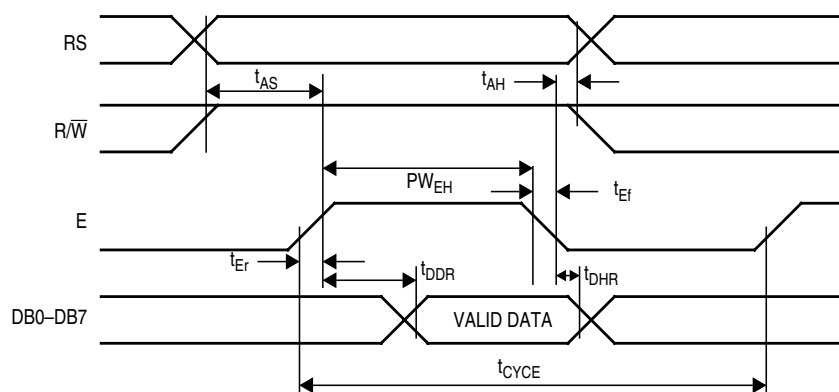 RS
tAS
tAH
R/W̅
PWEH
tEf
E
tEr
tDDR
tDHR
DB0–DB7
VALID DATA
tCYCE